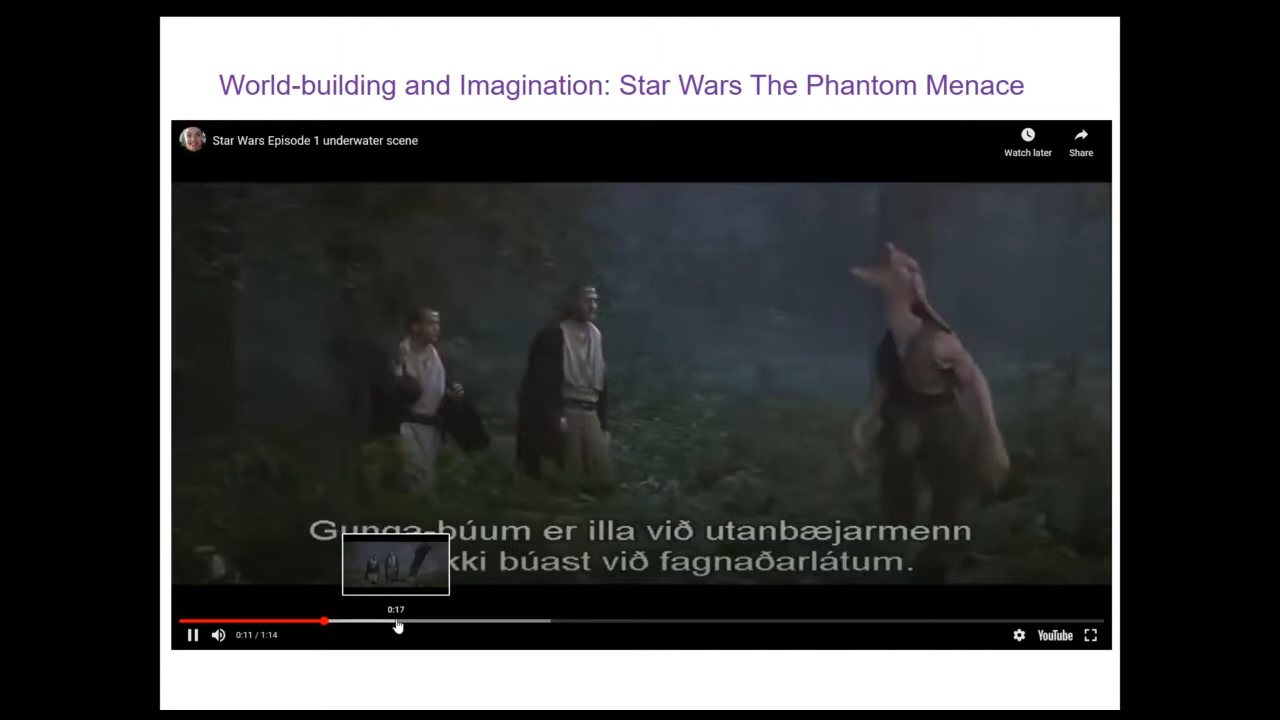 World-building and Imagination: Star Wars The Phantom Menace
Star Wars Episode 1 underwater scene
Watch later
Share
Gunga-búum er illa við utanbæjarmenn
búast við fagnaðarlátum.
0:17
0:11 / 1:14
YouTube